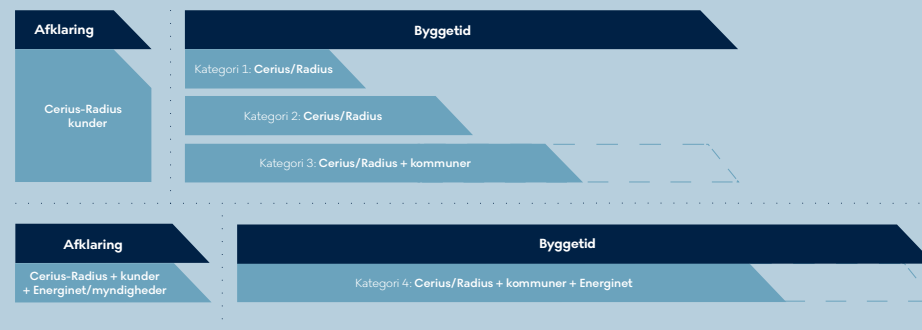 Afklaring
Byggetid
Cerius-Radius
kunder
Kategori 1: Cerius/Radius
Kategori 2: Cerius/Radius
Kategori 3: Cerius/Radius + kommuner
Afklaring
Byggetid
Cerius-Radius + kunder
+ Energinet/myndigheder
Kategori 4: Cerius/Radius + kommuner + Energinet